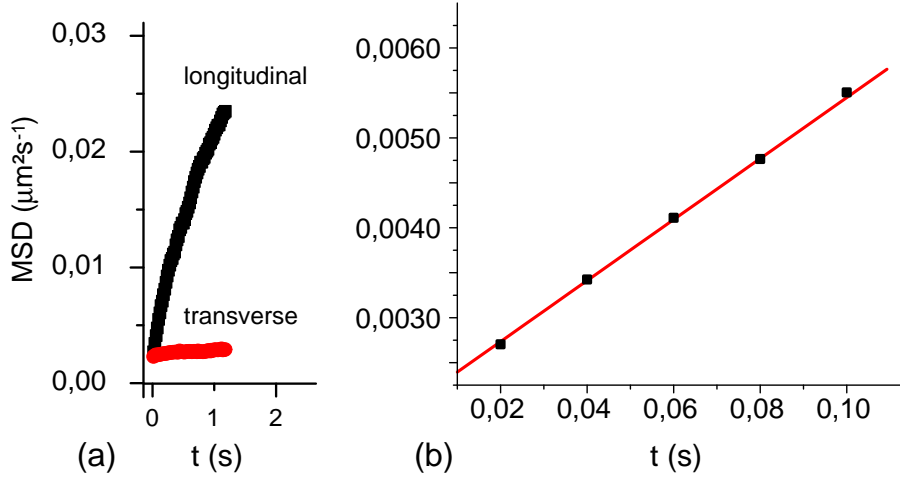 0,03
0,02
0,01
0,00
MSD (µm²s⁻¹)
longitudinal
transverse
0 1 2
(a) t (s)
0,0060
0,0050
0,0040
0,0030
0,02 0,04 0,06 0,08 0,10
(b) t (s)